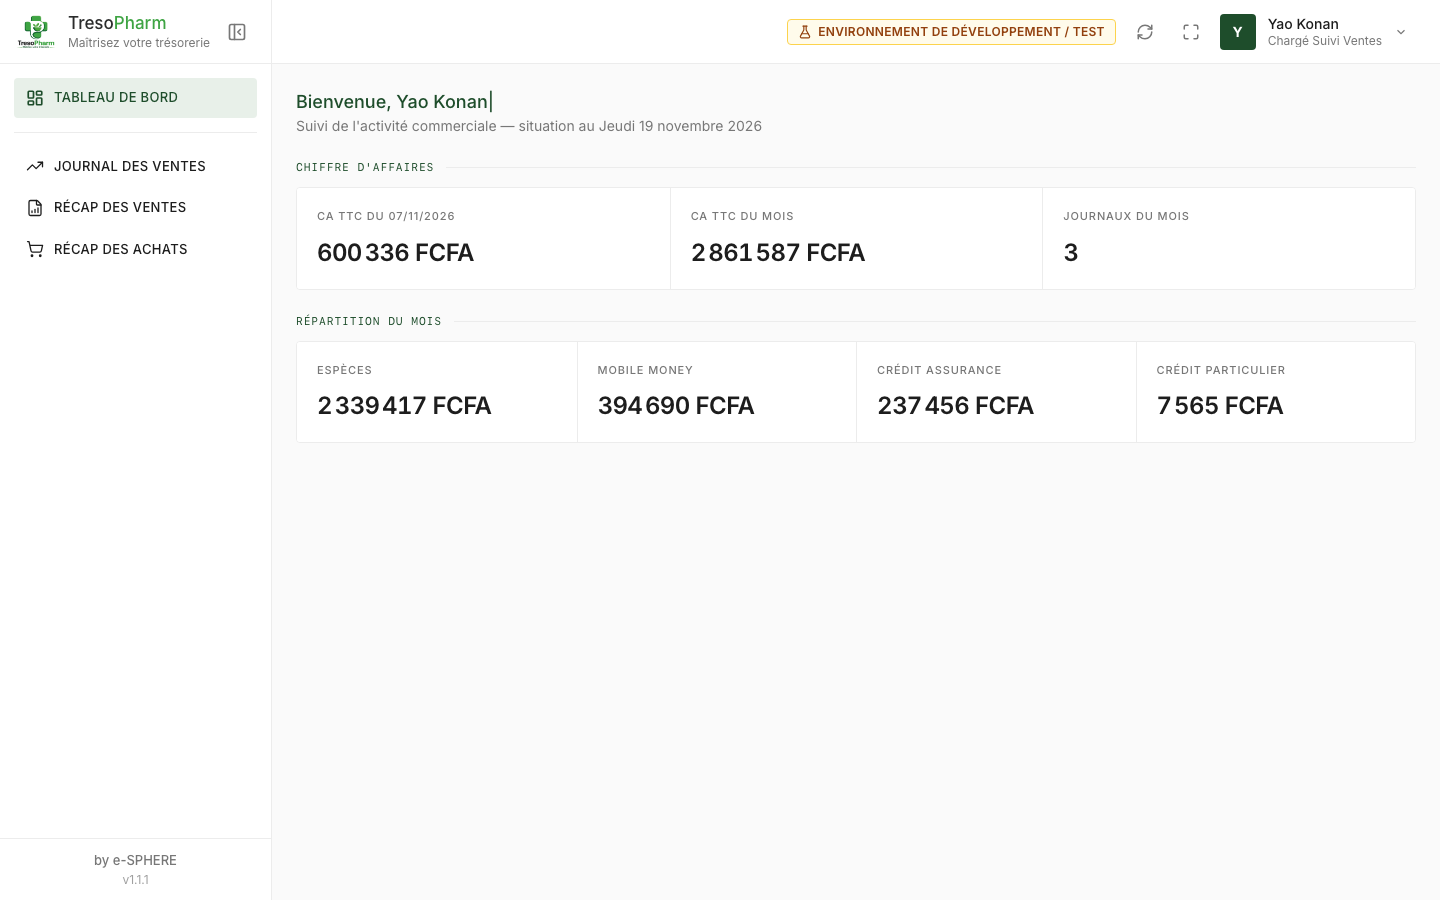 TresoPharm
Maîtrisez votre trésorerie
TresoPharm
ENVIRONNEMENT DE DÉVELOPPEMENT / TEST
Y
Yao Konan
Chargé Suivi Ventes
TABLEAU DE BORD
JOURNAL DES VENTES
RÉCAP DES VENTES
RÉCAP DES ACHATS
by e-SPHERE
v1.1.1
Bienvenue, Yao Konan|
Suivi de l'activité commerciale — situation au Jeudi 19 novembre 2026
CHIFFRE D'AFFAIRES
CA TTC DU 07/11/2026
600 336 FCFA
CA TTC DU MOIS
2 861 587 FCFA
JOURNAUX DU MOIS
3
RÉPARTITION DU MOIS
ESPÈCES
2 339 417 FCFA
MOBILE MONEY
394 690 FCFA
CRÉDIT ASSURANCE
237 456 FCFA
CRÉDIT PARTICULIER
7 565 FCFA